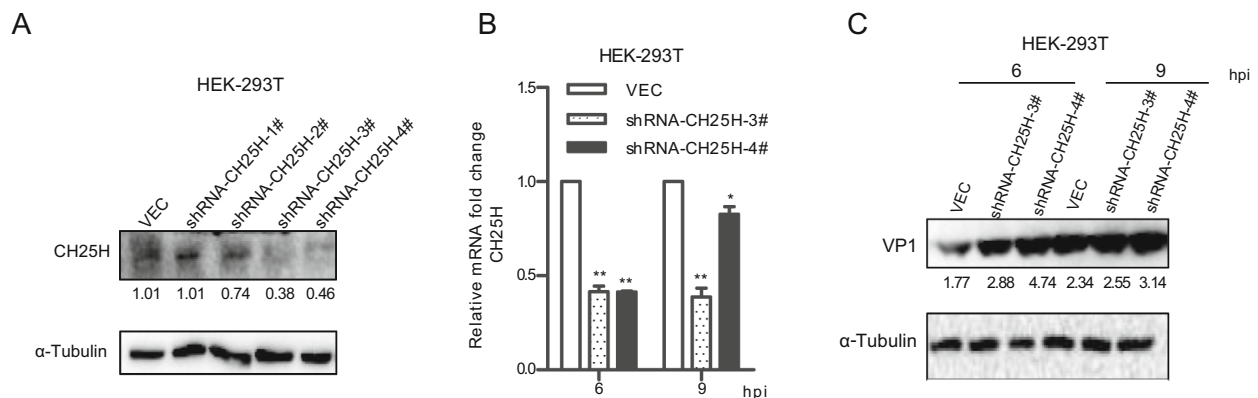 A
HEK-293T
VEC
shRNA-CH25H-1#
shRNA-CH25H-2#
shRNA-CH25H-3#
shRNA-CH25H-4#
CH25H
1.01 1.01 0.74 0.38 0.46
α-Tubulin
B
HEK-293T
Relative mRNA fold change
CH25H
1.5
1.0
0.5
0.0
VEC
shRNA-CH25H-3#
shRNA-CH25H-4#
** ** ** *
6 9 hpi
C
HEK-293T
6 9 hpi
VEC
shRNA-CH25H-3#
shRNA-CH25H-4#
VEC
shRNA-CH25H-3#
shRNA-CH25H-4#
VP1
1.77 2.88 4.74 2.34 2.55 3.14
α-Tubulin